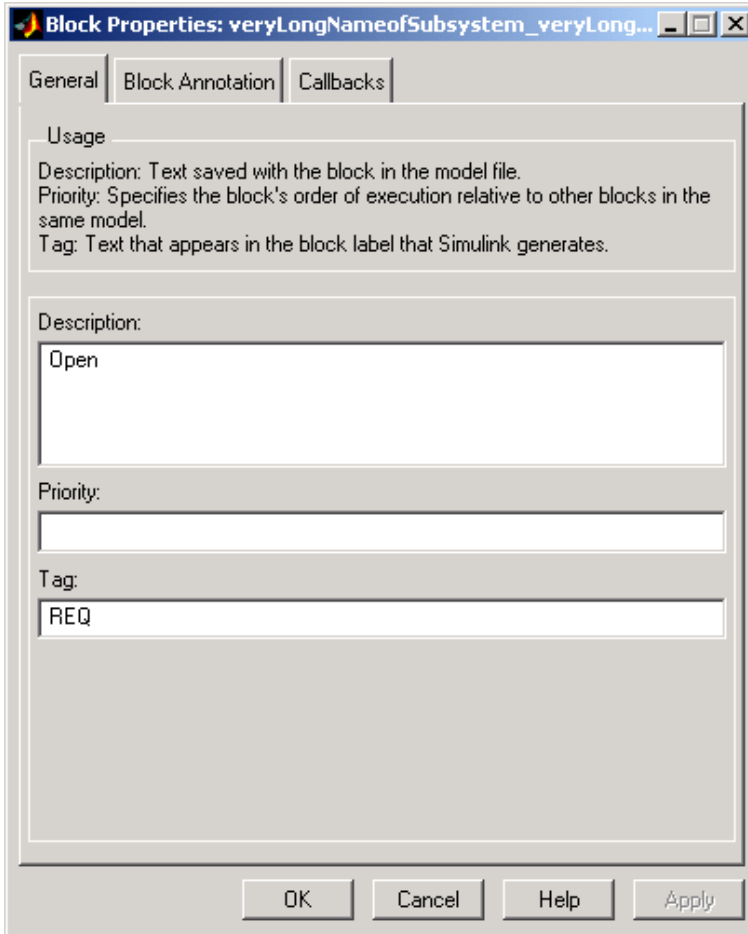 Block Properties: veryLongNameofSubsystem_veryLong...
General Block Annotation Callbacks
Usage
Description: Text saved with the block in the model file.
Priority: Specifies the block's order of execution relative to other blocks in the
same model.
Tag: Text that appears in the block label that Simulink generates.
Description:
Open
Priority:
Tag:
REQ
OK Cancel Help Apply